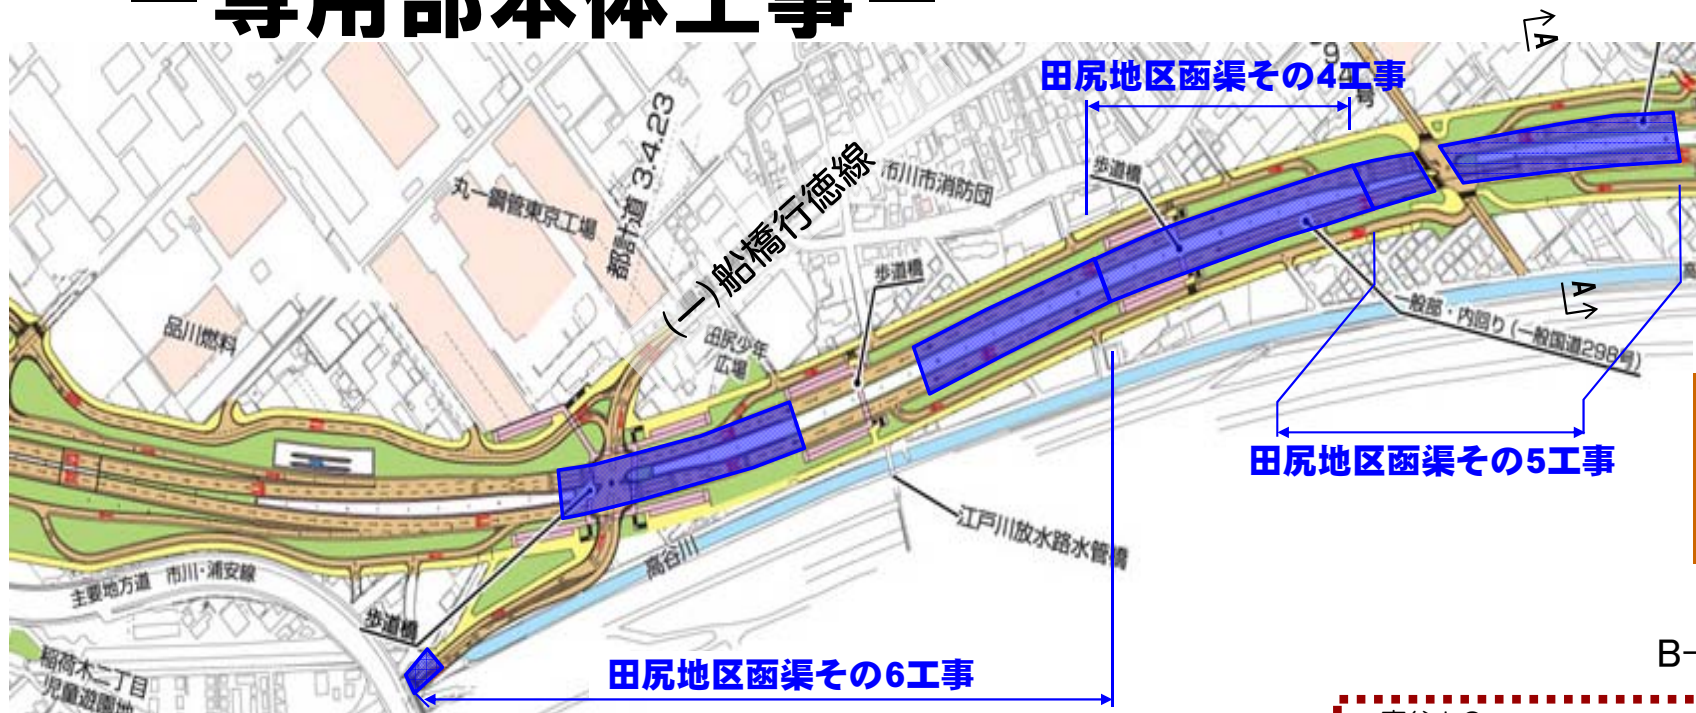 ー専用部本体工事ー
A
田尻地区函渠その4工事
94号
都計道 3.4.23
歩道橋
市川市消防団
丸一鋼管東京工場
(一)船橋行徳線
歩道橋
A
一般部・内回り(一般国道298号)
品川燃料
田尻少年
広場
田尻地区函渠その5工事
江戸川放水路水管橋
高谷川
主要地方道 市川・浦安線
歩道橋
稲荷木二丁目
児童遊園地
田尻地区函渠その6工事
B-